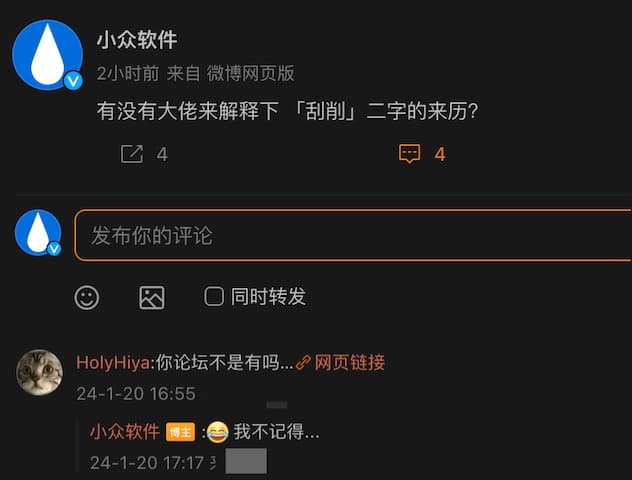 小众软件
2小时前 来自 微博网页版
有没有大佬来解释下 「刮削」二字的来历?
4
4
发布你的评论
同时转发
HolyHiya:你论坛不是有吗...网页链接
24-1-20 16:55
小众软件 博主 :😂 我不记得...
24-1-20 17:17